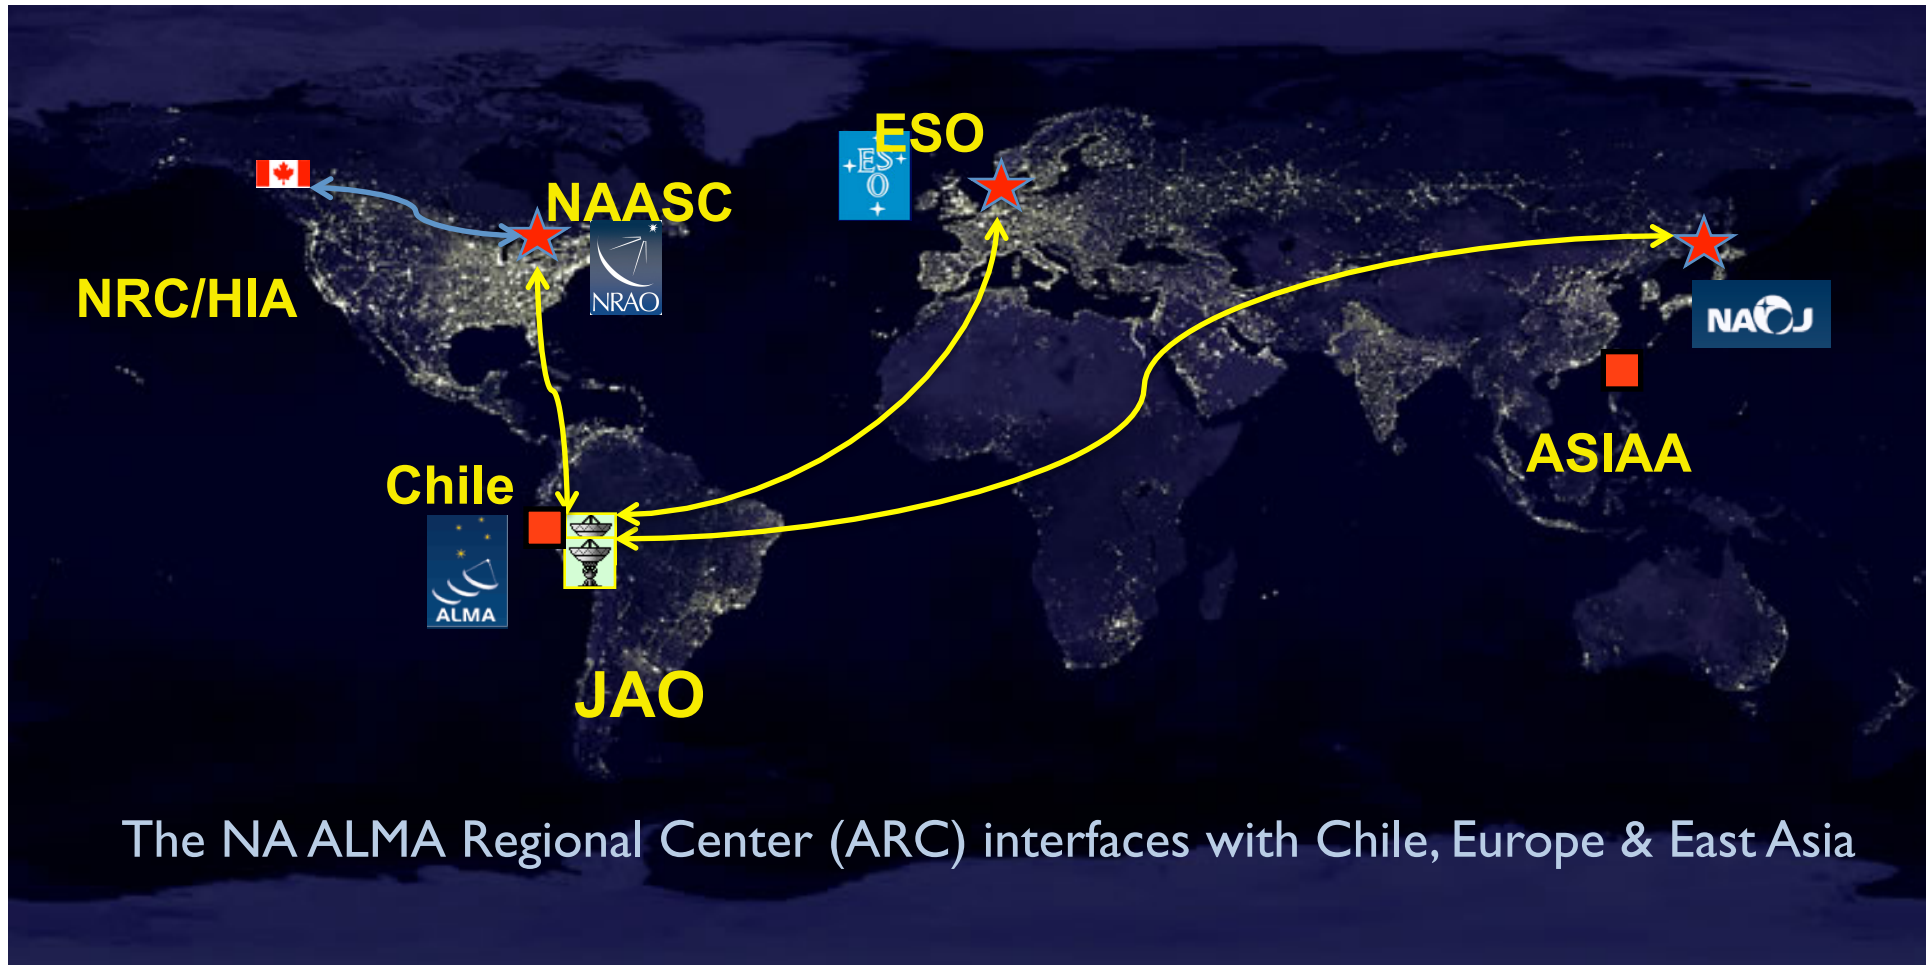 ESO
ES
O
NAASC
NRAO
NRC/HIA
NAOJ
ASIAA
Chile
ALMA
JAO
The NA ALMA Regional Center (ARC) interfaces with Chile, Europe & East Asia